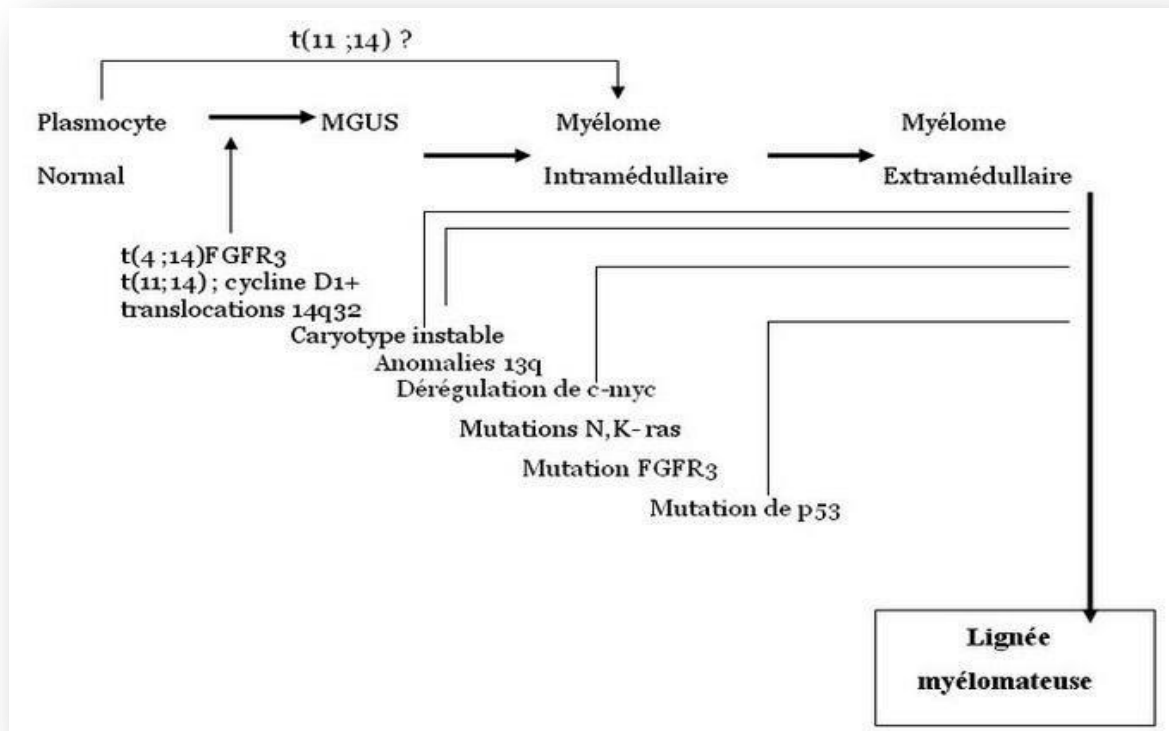 t(11 ;14) ?
Plasmocyte
Normal
MGUS
Myélome
Intramédullaire
Myélome
Extramédullaire
t(4 ;14)FGFR3
t(11;14) ; cycline D1+
translocations 14q32
Caryotype instable
Anomalies 13q
Dérégulation de c-myc
Mutations N,K- ras
Mutation FGFR3
Mutation de p53
Lignée
myélomateuse